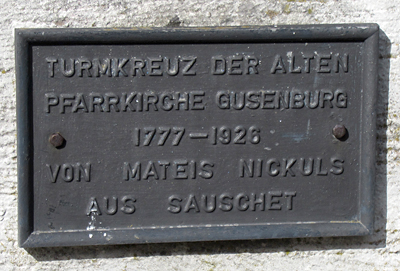 TURMKREUZ DER ALTEN
PFARRKIRCHE GUSENBURG
1777-1926
VON MATEIS NICKULS
AUS SAUSCHET